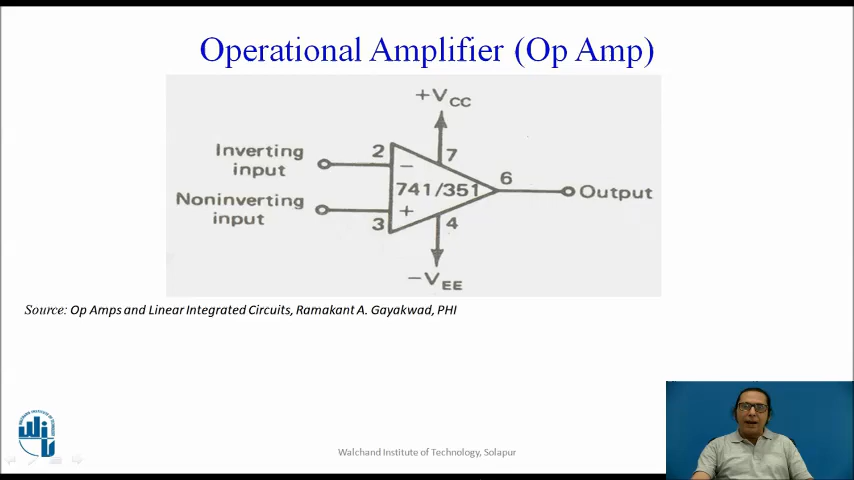 Operational Amplifier (Op Amp)
+VCC
Inverting
input
2
7
−
741/351
6
Output
Noninverting
input
+
3
4
−VEE
Source: Op Amps and Linear Integrated Circuits, Ramakant A. Gayakwad, PHI
Walchand Institute of Technology, Solapur